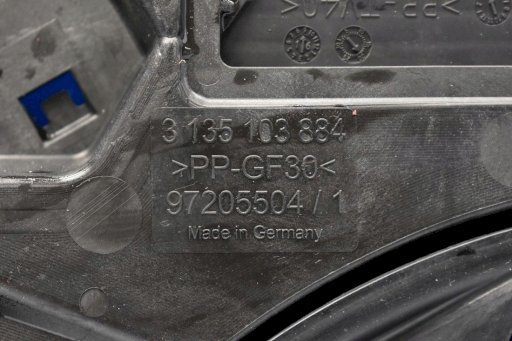 3 135 103 884
>PP-GF30<
97205504 / 1
Made in Germany